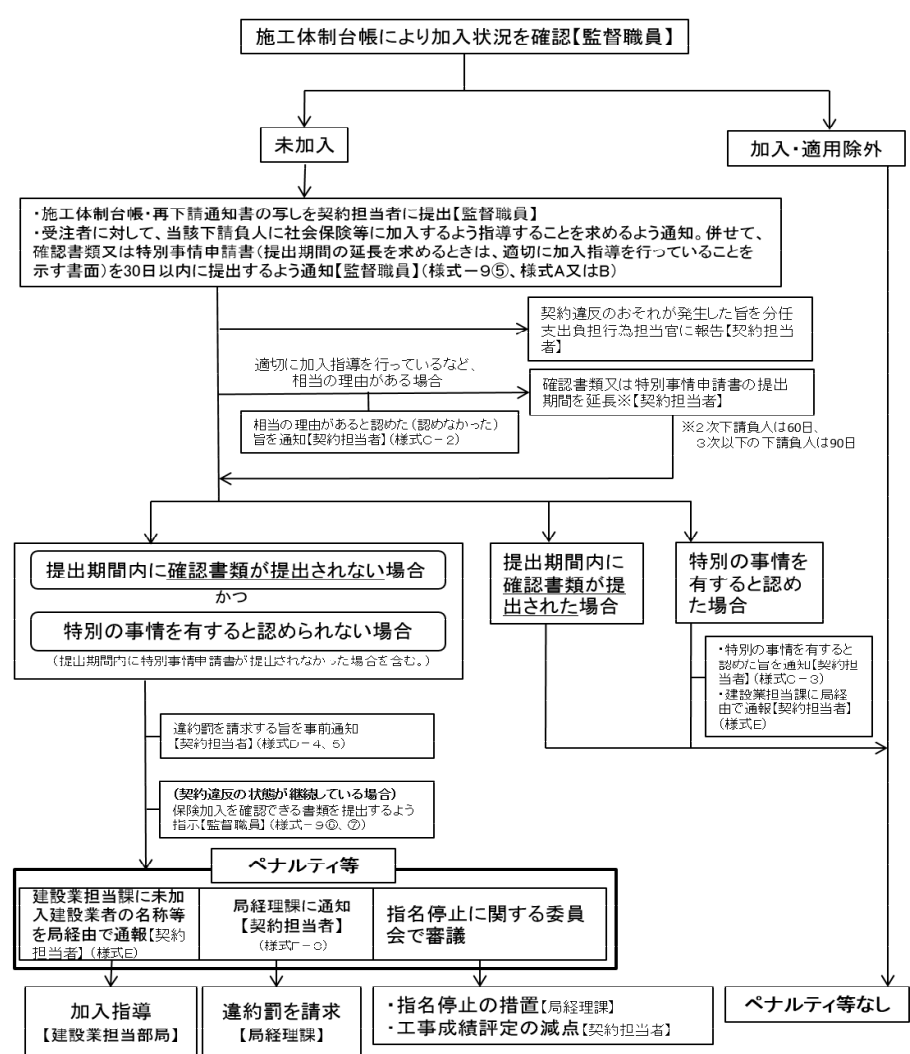 施工体制台帳により加入状況を確認【監督職員】
未加入
加入・適用除外
・施工体制台帳・再下請通知書の写しを契約担当者に提出【監督職員】
・受注者に対して、当該下請負人に社会保険等に加入するよう指導することを求めるよう通知。併せて、
確認書類又は特別事情申請書(提出期間の延長を求めるときは、適切に加入指導を行っていることを
示す書面)を30日以内に提出するよう通知【監督職員】(様式－9⑤、様式A又はB)
契約違反のおそれが発生した旨を分任
支出負担行為担当官に報告【契約担当
者】
適切に加入指導を行っているなど、
相当の理由がある場合
確認書類又は特別事情申請書の提出
期間を延長※【契約担当者】
相当の理由があると認めた(認めなかった)
旨を通知【契約担当者】(様式C－2)
※2次下請負人は60日、
3次以下の下請負人は90日
提出期間内に確認書類が提出されない場合
かつ
特別の事情を有すると認められない場合
(提出期間内に特別事情申請書が提出されなかった場合を含む。)
提出期間内に
確認書類が提
出された場合
特別の事情を
有すると認め
た場合
・特別の事情を有すると
認めた旨を通知【契約担
当者】(様式C－3)
・建設業担当課に局経
由で通報【契約担当者】
(様式E)
違約罰を請求する旨を事前通知
【契約担当者】(様式D－4、5)
(契約違反の状態が継続している場合)
保険加入を確認できる書類を提出するよう
指示【監督職員】(様式－9⑥、⑦)
ペナルティ等
建設業担当課に未加
入建設業者の名称等
を局経由で通報【契約
担当者】(様式E)
局経理課に通知
【契約担当者】
指名停止に関する委員
会で審議
加入指導
【建設業担当部局】
違約罰を請求
【局経理課】
・指名停止の措置【局経理課】
・工事成績評定の減点【契約担当者】
ペナルティ等なし